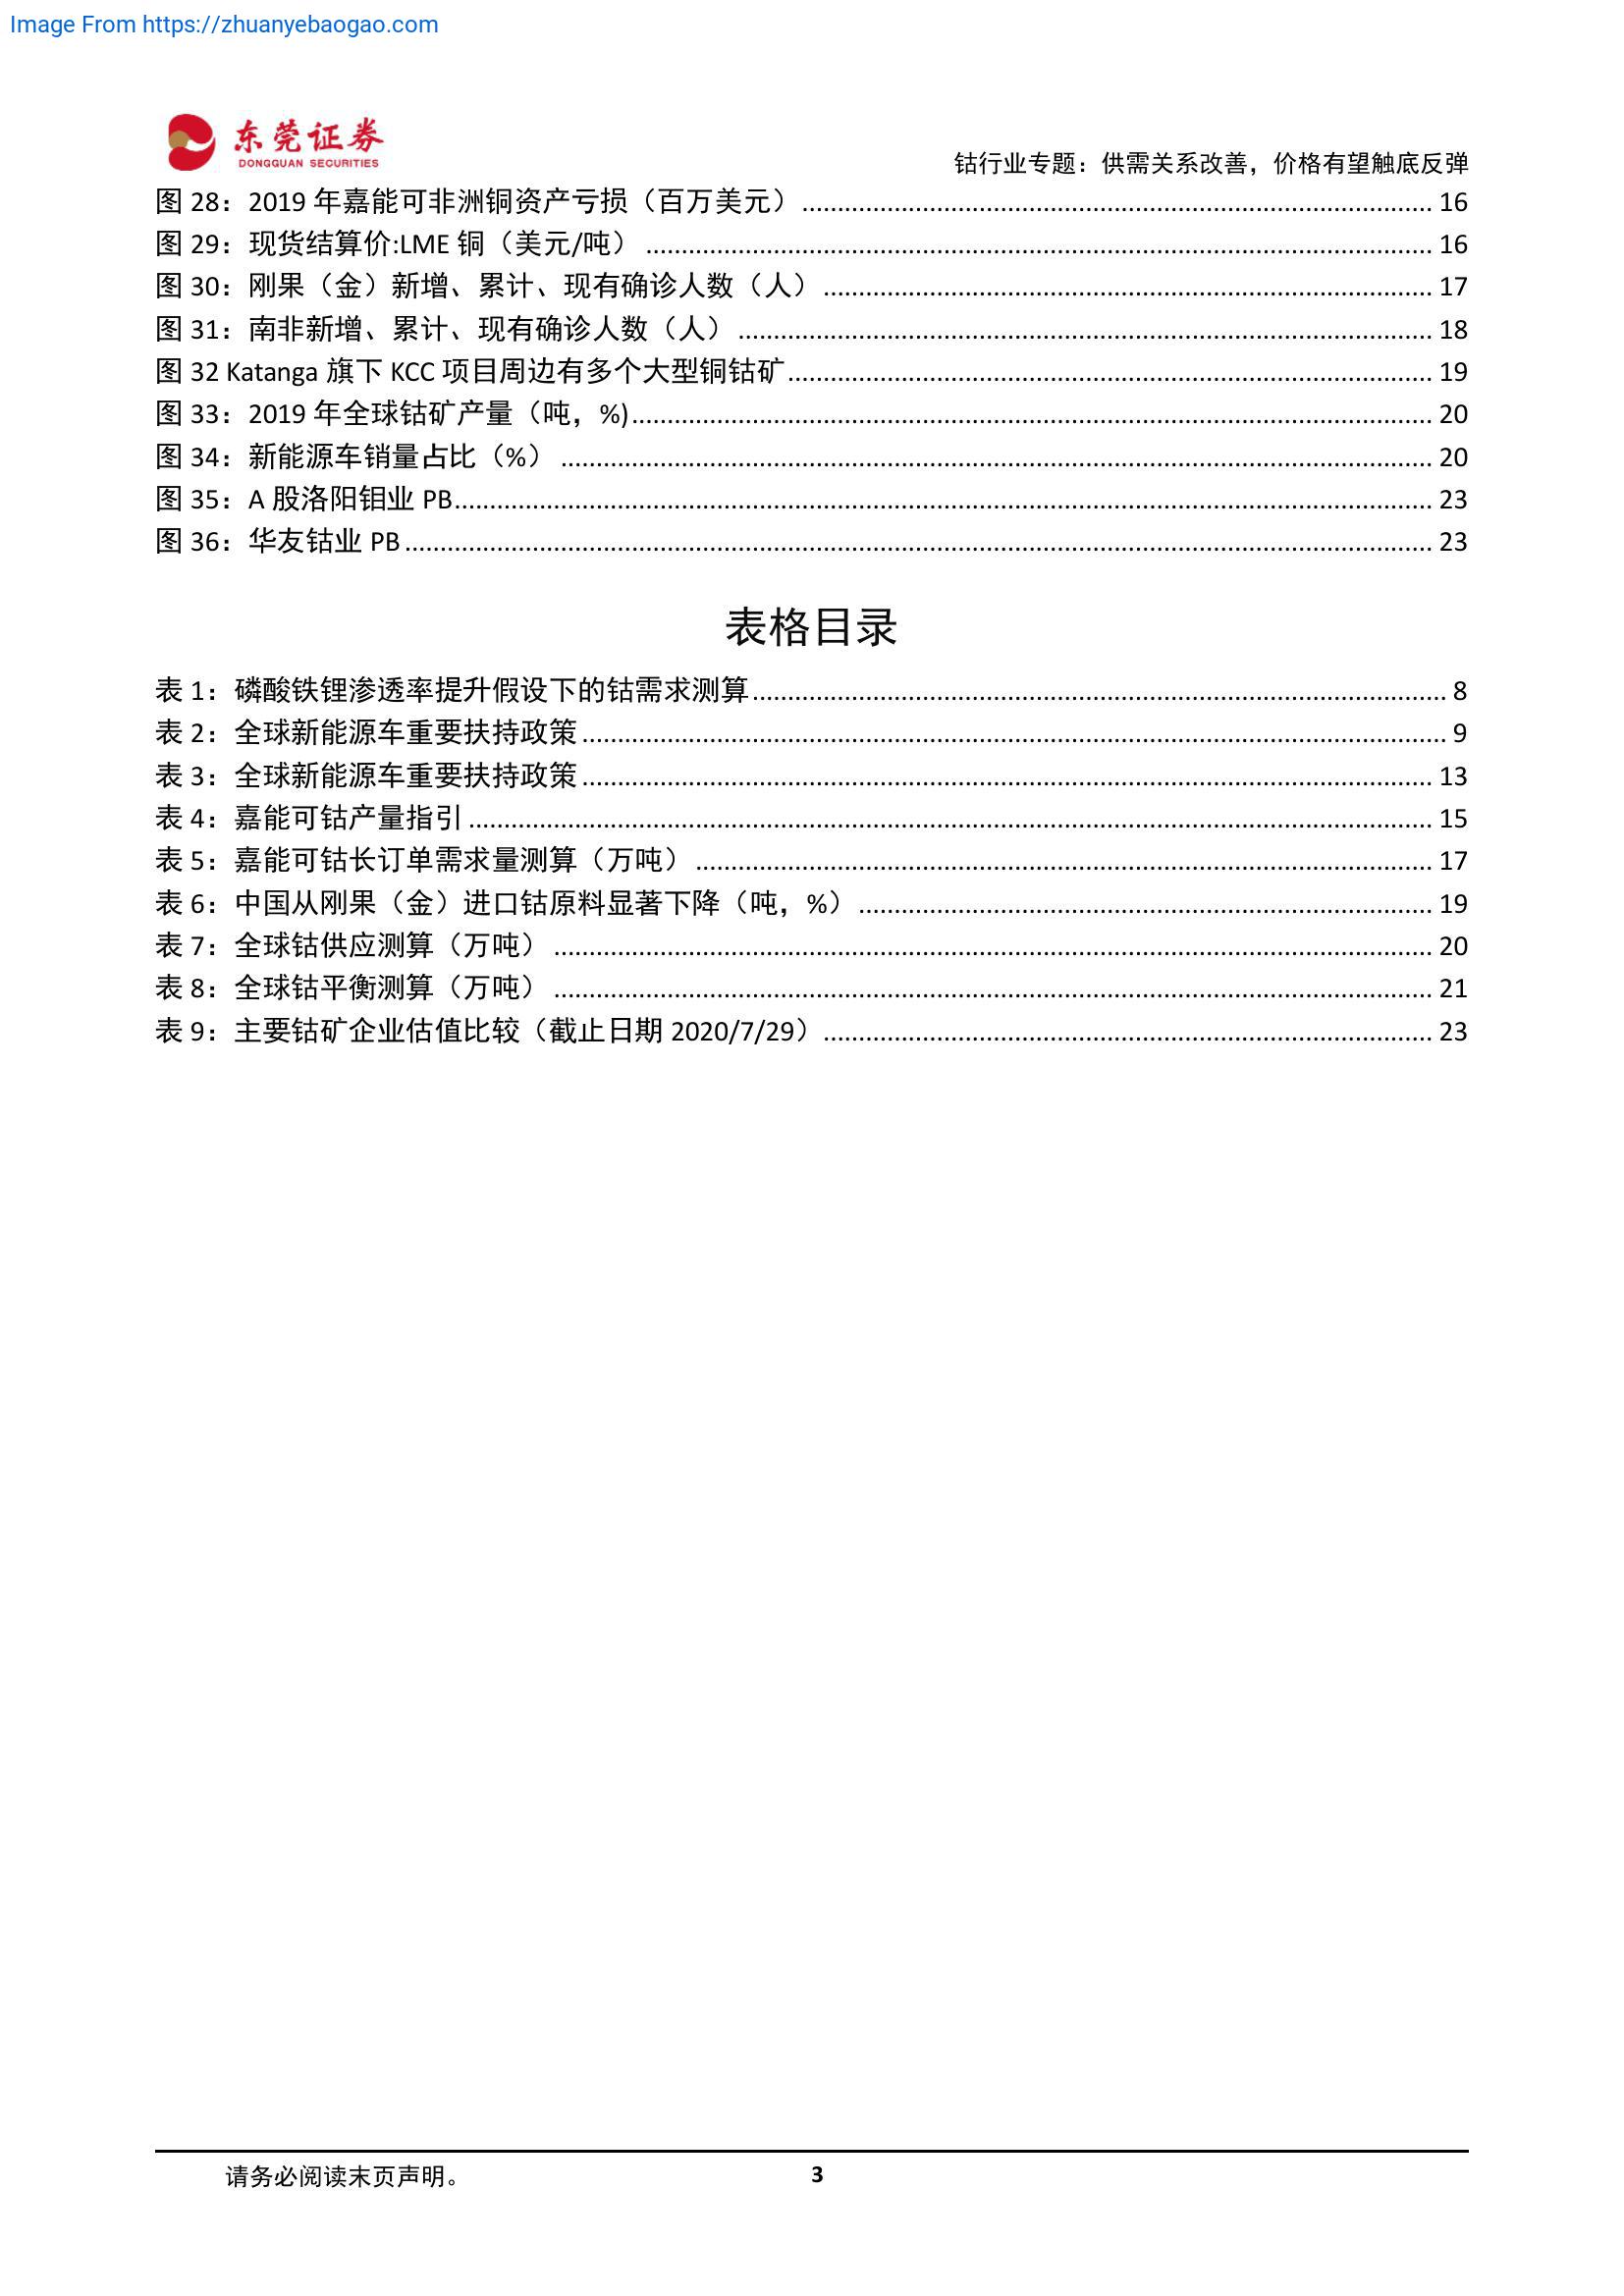 Image From https://zhuanyebaogao.com
东莞证券
DONGGUAN SECURITIES
钴行业专题：供需关系改善，价格有望触底反弹
图 28：2019 年嘉能可非洲铜资产亏损（百万美元） 16
图 29：现货结算价:LME 铜（美元/吨） 16
图 30：刚果（金）新增、累计、现有确诊人数（人） 17
图 31：南非新增、累计、现有确诊人数（人） 18
图 32 Katanga 旗下 KCC 项目周边有多个大型铜钴矿 19
图 33：2019 年全球钴矿产量（吨，%) 20
图 34：新能源车销量占比（%） 20
图 35：A 股洛阳钼业 PB 23
图 36：华友钴业 PB 23
表格目录
表 1：磷酸铁锂渗透率提升假设下的钴需求测算 8
表 2：全球新能源车重要扶持政策 9
表 3：全球新能源车重要扶持政策 13
表 4：嘉能可钴产量指引 15
表 5：嘉能可钴长订单需求量测算（万吨） 17
表 6：中国从刚果（金）进口钴原料显著下降（吨，%） 19
表 7：全球钴供应测算（万吨） 20
表 8：全球钴平衡测算（万吨） 21
表 9：主要钴矿企业估值比较（截止日期 2020/7/29） 23
请务必阅读末页声明。 3